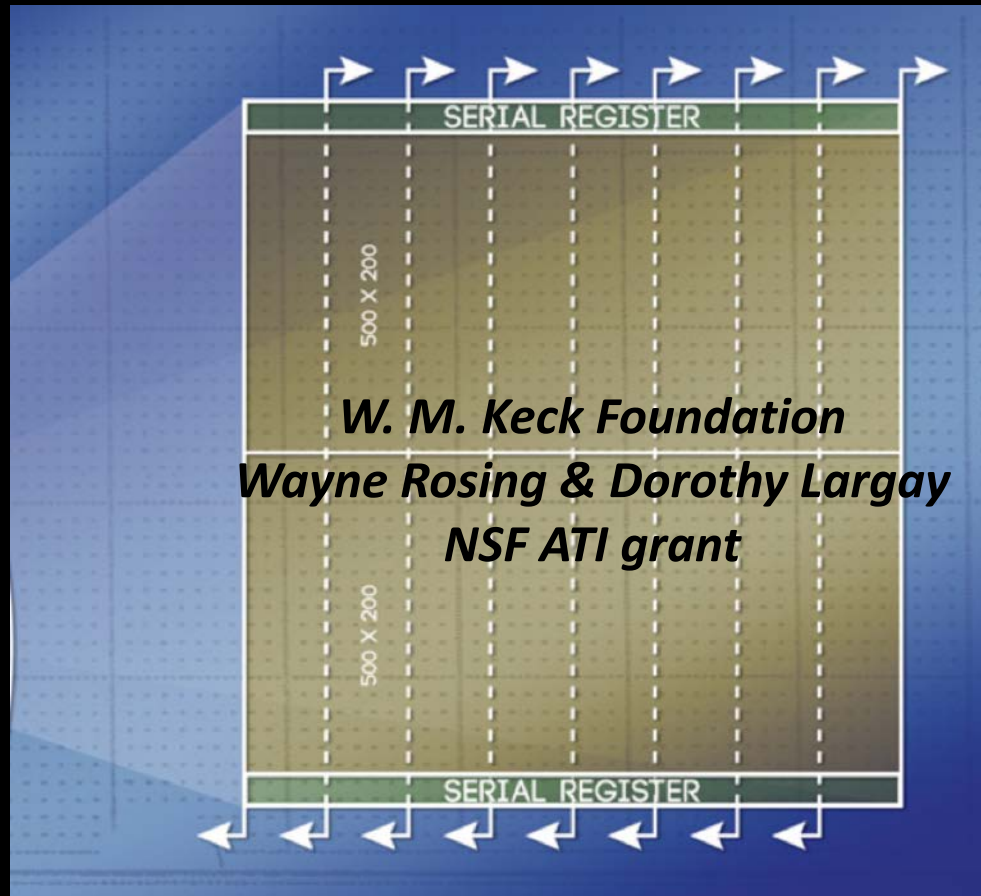 SERIAL REGISTER
500 X 200
W. M. Keck Foundation
Wayne Rosing & Dorothy Largay
NSF ATI grant
500 X 200
SERIAL REGISTER